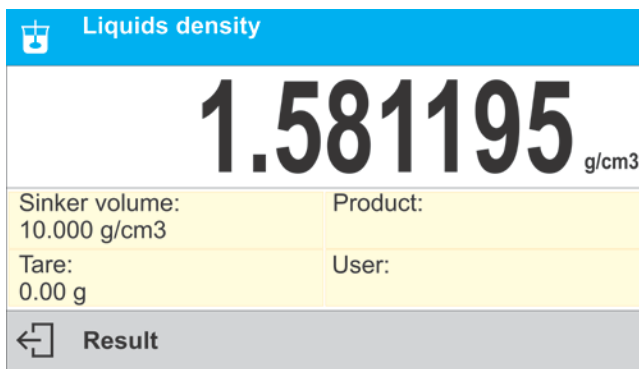 Liquids density
1.581195 g/cm3
Sinker volume:
10.000 g/cm3
Product:
Tare:
0.00 g
User:
Result